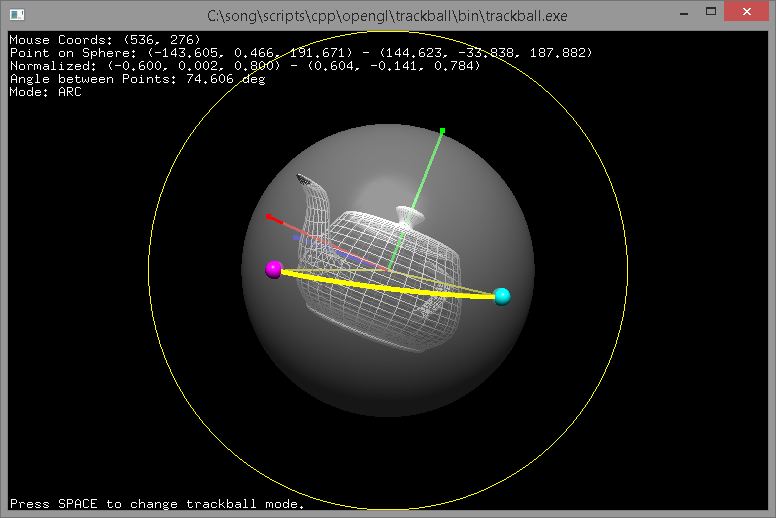 C:\song\scripts\cpp\opengl\trackball\bin\trackball.exe
Mouse Coords: (536, 276)
Point on Sphere: (-143.605, 0.466, 191.671) - (144.623, -33.838, 187.882)
Normalized: (-0.600, 0.002, 0.800) - (0.604, -0.141, 0.784)
Angle between Points: 74.606 deg
Mode: ARC
Press SPACE to change trackball mode.